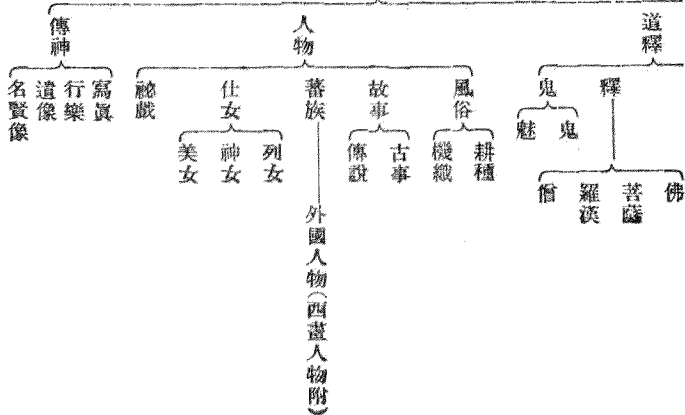 道釋
釋
佛
菩薩
羅漢
僧
鬼
鬼
魅
人物
風俗
耕種
機織
故事
古事
傳說
蕃族
外國人物(西畫人物附)
仕女
列女
神女
美女
祕戲
傳神
寫真
行樂
遺像
名賢像